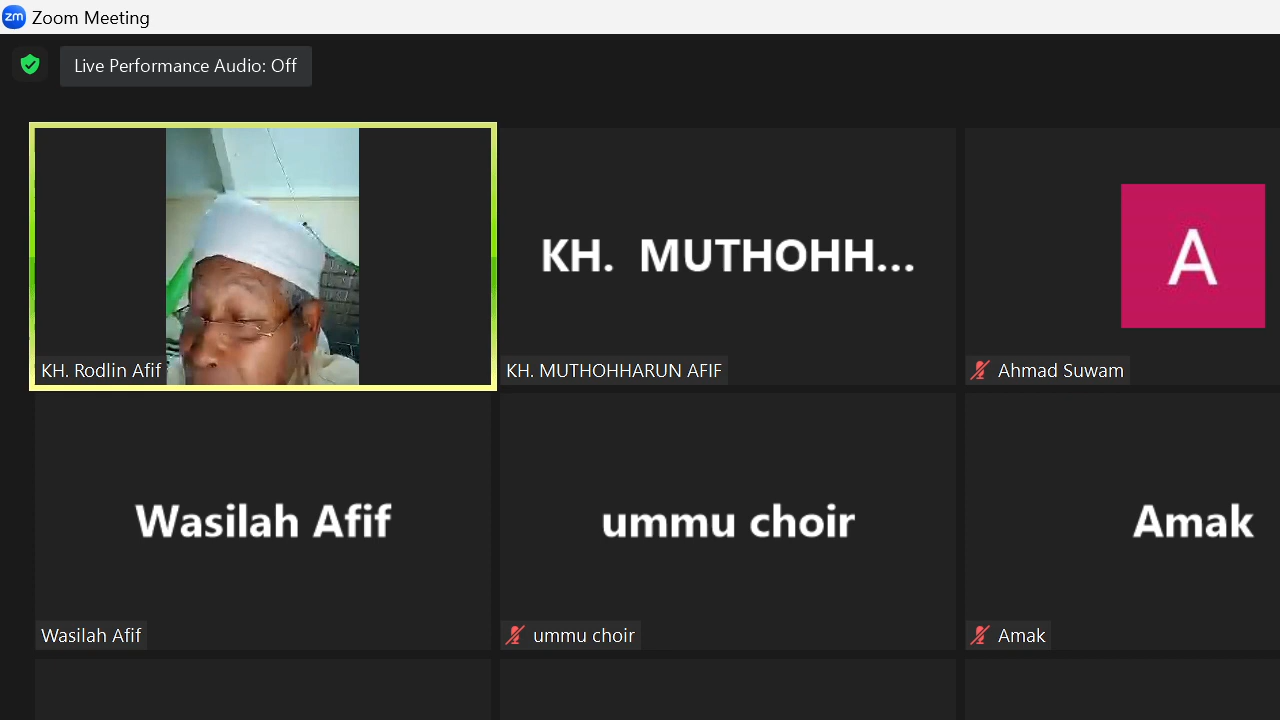 zm Zoom Meeting
Live Performance Audio: Off
KH. MUTHOHH...
A
KH. Rodlin Afif
KH. MUTHOHHARUN AFIF
Ahmad Suwam
Wasilah Afif
ummu choir
Amak
Wasilah Afif
ummu choir
Amak